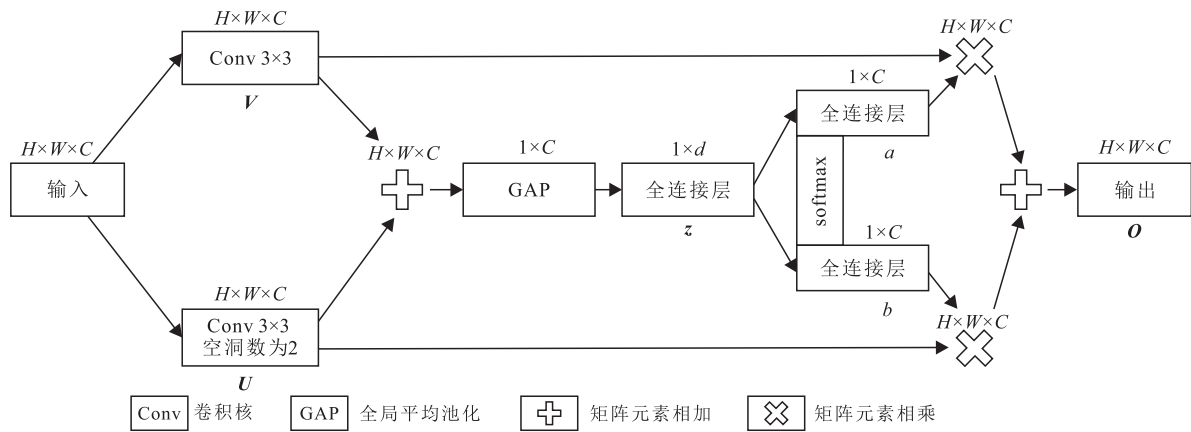 H×W×C
Conv 3×3
V
H×W×C
输入
H×W×C
Conv 3×3
空洞数为2
U
H×W×C
1×C
GAP
1×d
全连接层
z
1×C
全连接层
a
softmax
1×C
全连接层
b
H×W×C
H×W×C
H×W×C
输出
O
Conv 卷积核
GAP 全局平均池化
矩阵元素相加
矩阵元素相乘